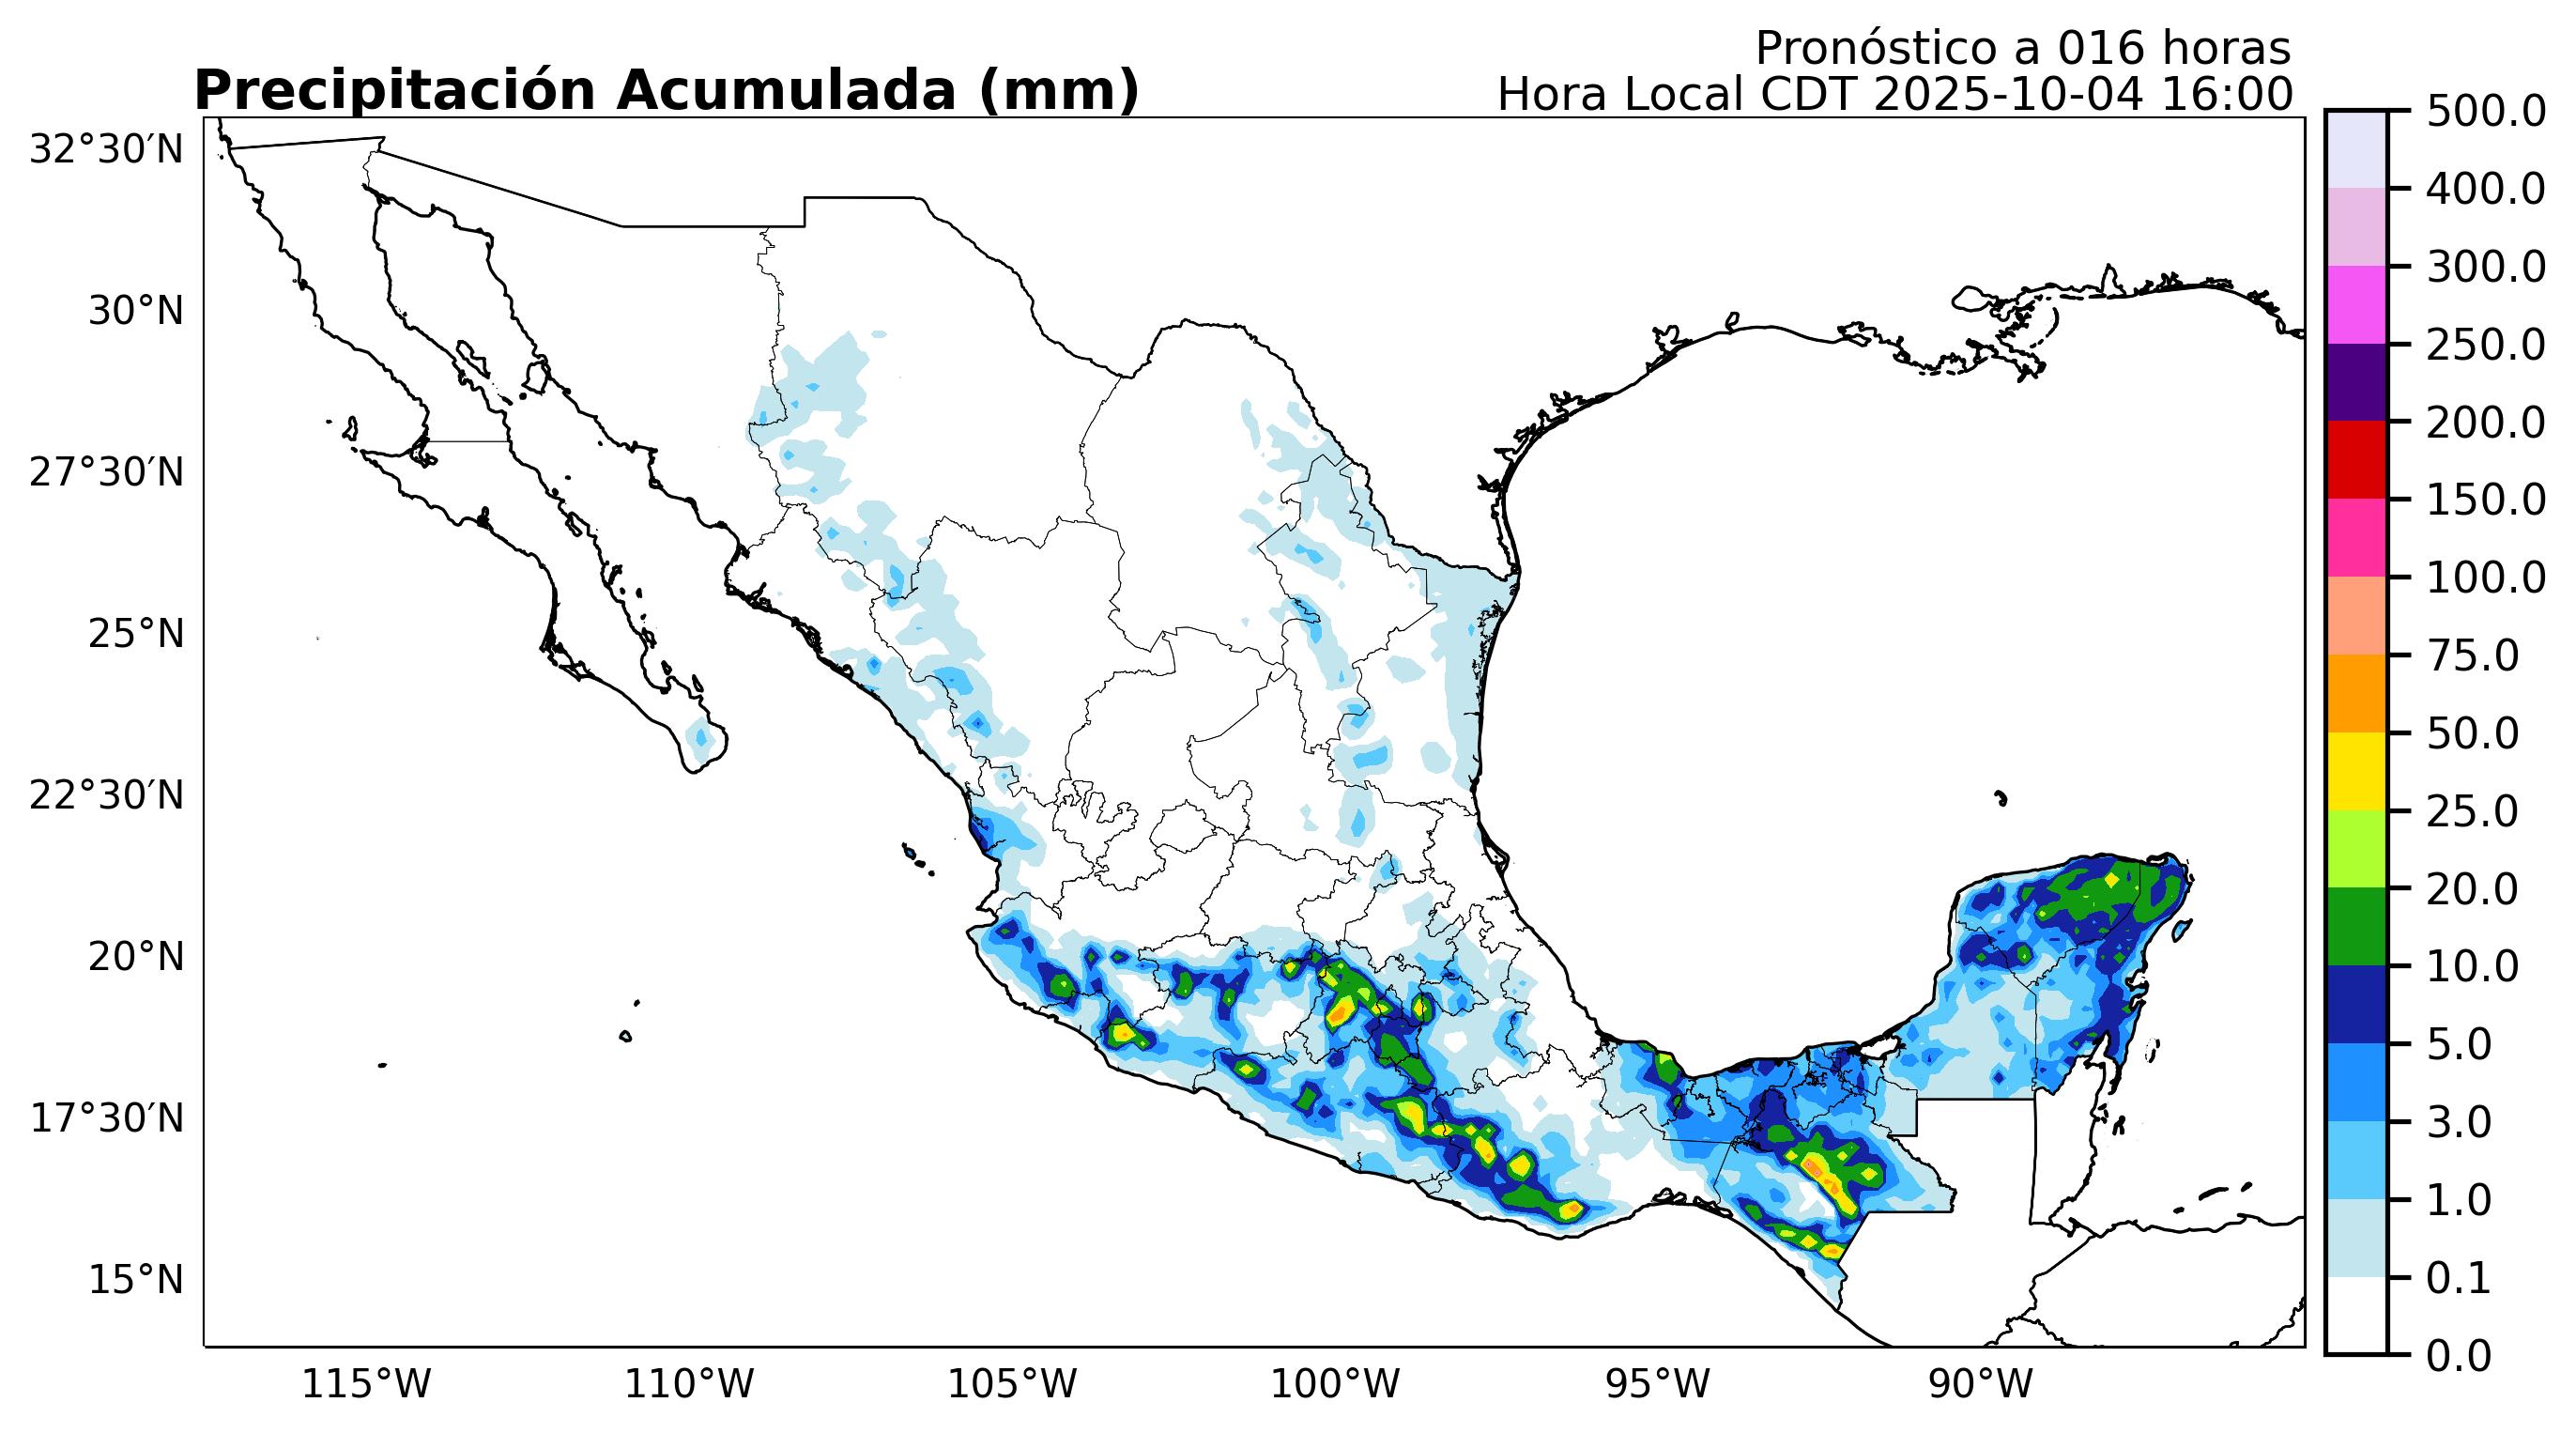 Pronóstico a 016 horas
Precipitación Acumulada (mm)
Hora Local CDT 2025-10-04 16:00
32°30′N
30°N
27°30′N
25°N
22°30′N
20°N
17°30′N
15°N
115°W
110°W
105°W
100°W
95°W
90°W
500.0
400.0
300.0
250.0
200.0
150.0
100.0
75.0
50.0
25.0
20.0
10.0
5.0
3.0
1.0
0.1
0.0